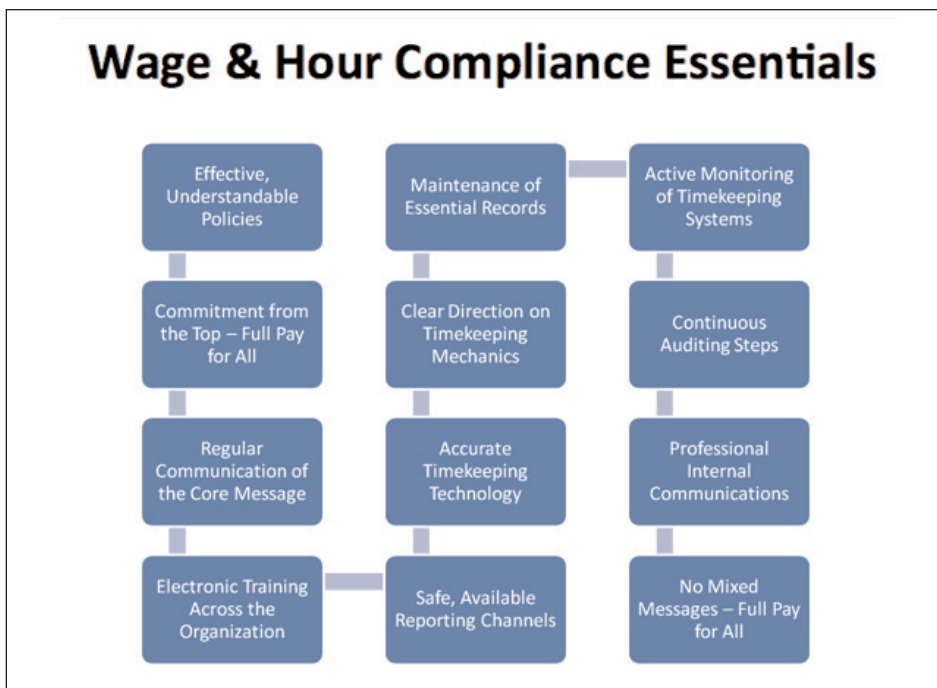 Wage & Hour Compliance Essentials
Effective,
Understandable
Policies
Commitment from
the Top – Full Pay
for All
Regular
Communication of
the Core Message
Electronic Training
Across the
Organization
Safe, Available
Reporting Channels
Accurate
Timekeeping
Technology
Clear Direction on
Timekeeping
Mechanics
Maintenance of
Essential Records
Active Monitoring
of Timekeeping
Systems
Continuous
Auditing Steps
Professional
Internal
Communications
No Mixed
Messages – Full Pay
for All